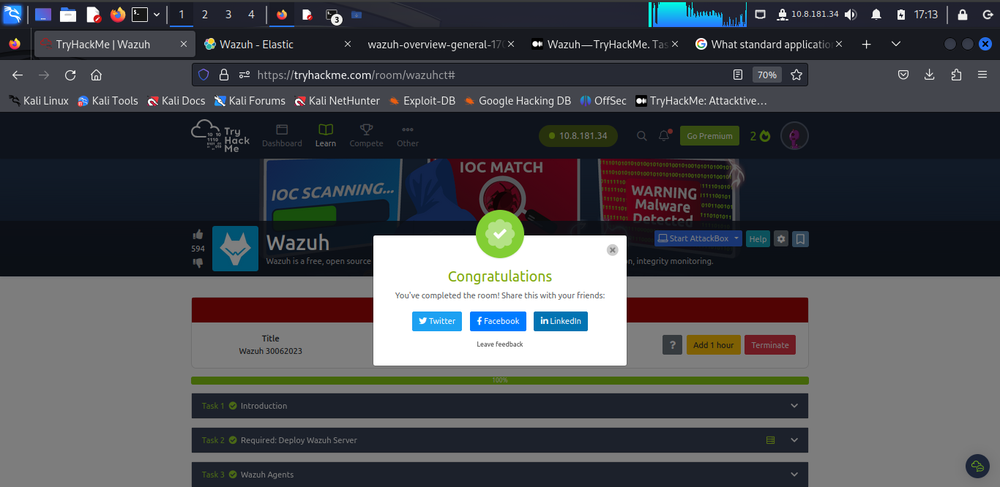 1 2 3 4 3 10.8.181.34 17:13
TryHackMe | Wazuh
Wazuh - Elastic
wazuh-overview-general-170
Wazuh — TryHackMe. Tas
What standard applicatio
https://tryhackme.com/room/wazuhct#
70%
Kali Linux Kali Tools Kali Docs Kali Forums Kali NetHunter Exploit-DB Google Hacking DB OffSec TryHackMe: Attacktive…
Try
Hack
Me
Dashboard Learn Compete Other
10.8.181.34
Go Premium
2
IOC SCANNING...
IOC MATCH
WARNING
Malware
Detected
594
Wazuh
Start AttackBox Help
Wazuh is a free, open source
n, integrity monitoring.
Congratulations
You've completed the room! Share this with your friends:
Twitter Facebook LinkedIn
Leave feedback
Title
Wazuh 30062023
? Add 1 hour Terminate
100%
Task 1 Introduction
Task 2 Required: Deploy Wazuh Server
Task 3 Wazuh Agents